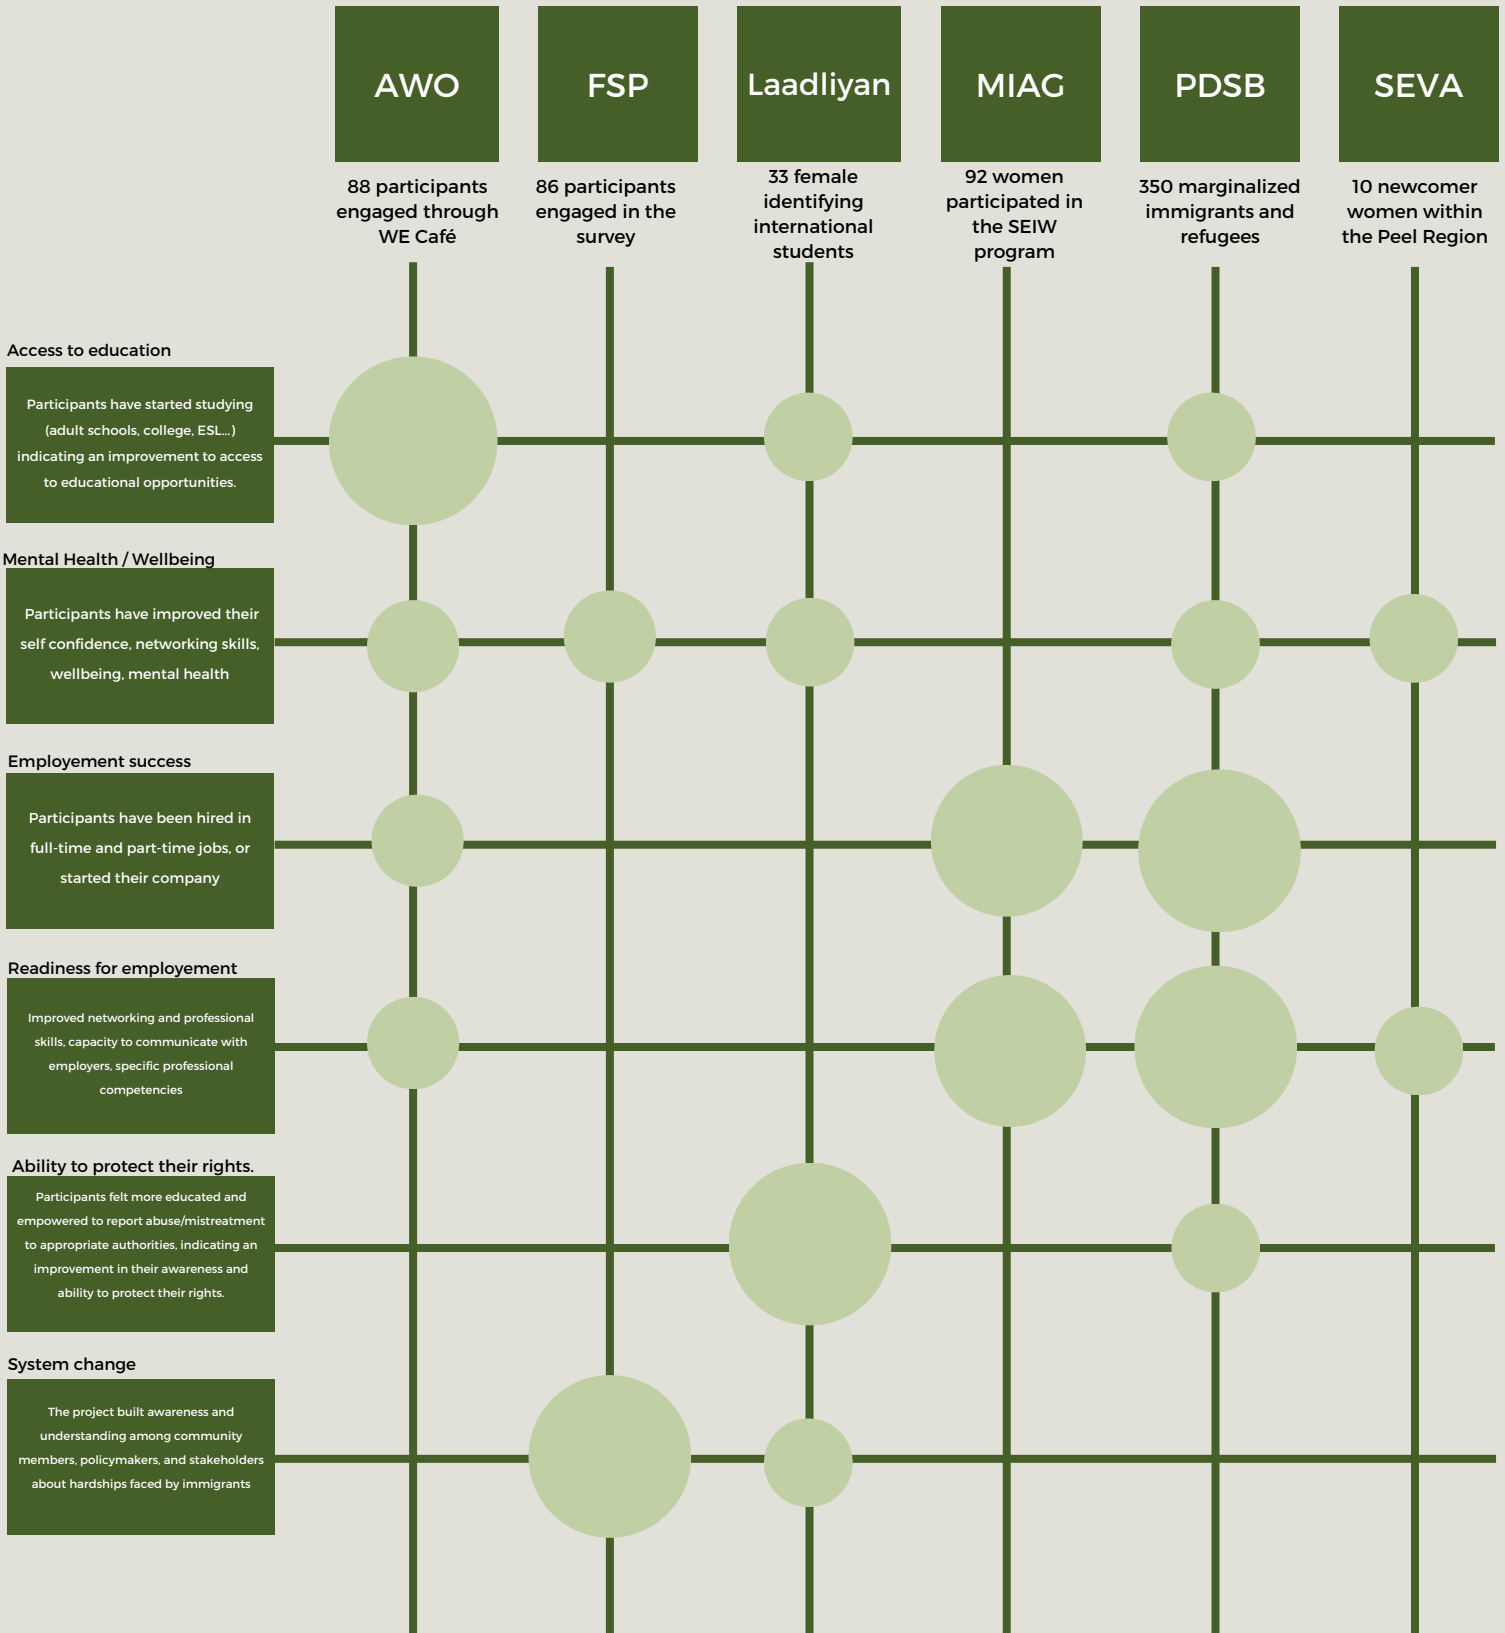 AWO
FSP
Laadliyan
MIAG
PDSB
SEVA
88 participants
engaged through
WE Café
86 participants
engaged in the
survey
33 female
identifying
international
students
92 women
participated in
the SEIW
program
350 marginalized
immigrants and
refugees
10 newcomer
women within
the Peel Region
Access to education
Participants have started studying
(adult schools, college, ESL...)
indicating an improvement to access
to educational opportunities.
Mental Health / Wellbeing
Participants have improved their
self confidence, networking skills,
wellbeing, mental health
Employement success
Participants have been hired in
full-time and part-time jobs, or
started their company
Readiness for employement
Improved networking and professional
skills, capacity to communicate with
employers, specific professional
competencies
Ability to protect their rights.
Participants felt more educated and
empowered to report abuse/mistreatment
to appropriate authorities, indicating an
improvement in their awareness and
ability to protect their rights.
System change
The project built awareness and
understanding among community
members, policymakers, and stakeholders
about hardships faced by immigrants